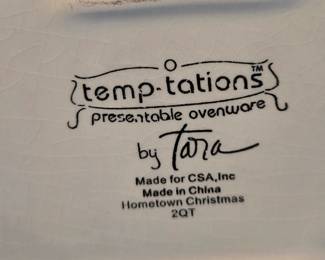 temp-tations™
presentable ovenware
by Tara
Made for CSA,Inc
Made in China
Hometown Christmas
2QT